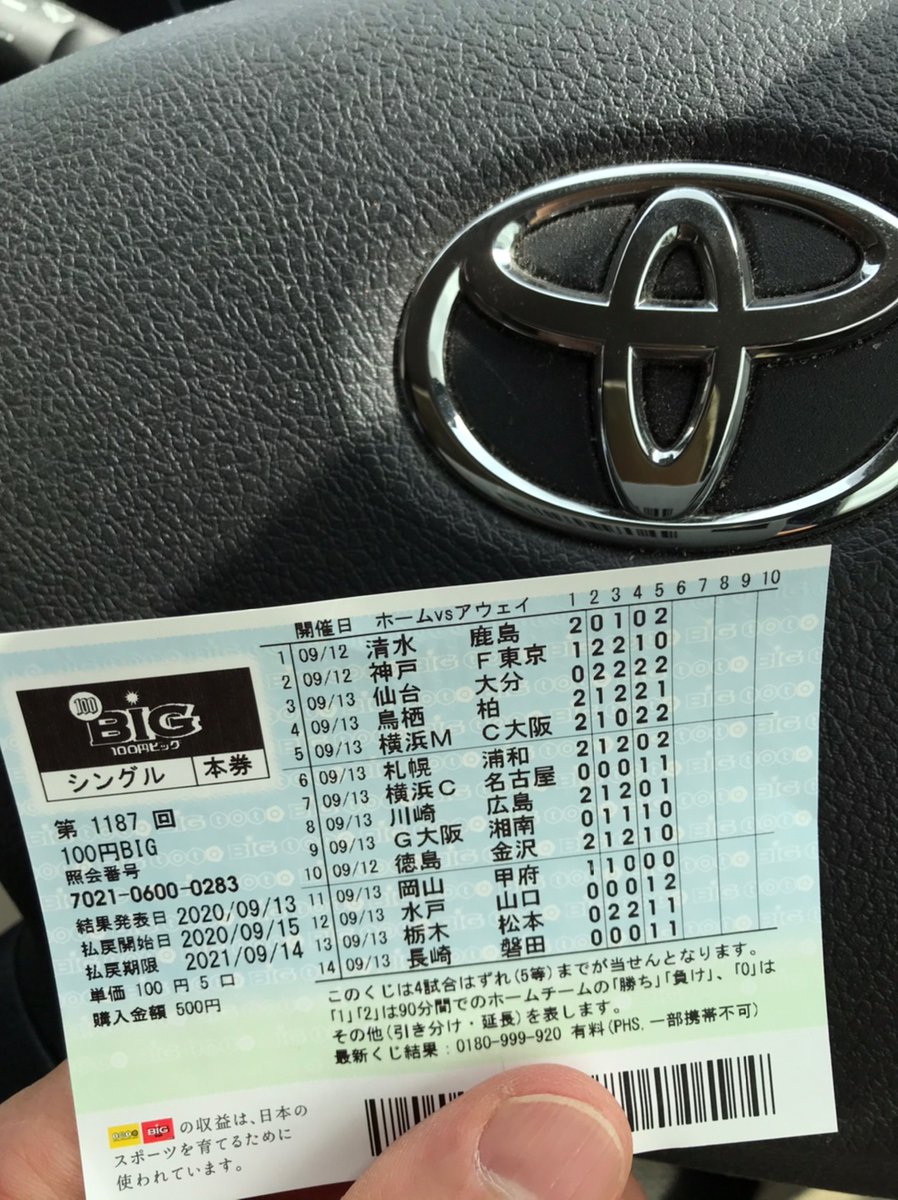 開催日 ホームvsアウェイ 1 2 3 4 5 6 7 8 9 10
1 09/12 清水 鹿島 2 0 1 0 2
2 09/12 神戸 F東京 1 2 2 1 0
3 09/13 仙台 大分 0 2 2 2 2
4 09/13 鳥栖 柏 2 1 2 2 1
5 09/13 横浜M C大阪 2 1 0 2 2
6 09/13 札幌 浦和 2 1 2 0 2
7 09/13 横浜C 名古屋 0 0 0 1 1
8 09/13 川崎 広島 2 1 2 0 1
9 09/13 G大阪 湘南 0 1 1 1 0
10 09/12 徳島 金沢 2 1 2 1 0
11 09/13 岡山 甲府 1 1 0 0 0
12 09/13 水戸 山口 0 0 0 1 2
13 09/13 栃木 松本 0 2 2 1 1
14 09/13 長崎 磐田 0 0 0 1 1
100
BIG
100円ビッグ
シングル 本券
第 1187 回
100円BIG
照会番号
7021-0600-0283
結果発表日 2020/09/13
払戻開始日 2020/09/15
払戻期限 2021/09/14
単価 100 円 5 口
購入金額 500円
このくじは4試合はずれ(5等)までが当せんとなります。
「1」「2」は90分間でのホームチームの「勝ち」「負け」、「0」は
その他(引き分け・延長)を表します。
最新くじ結果:0180-999-920 有料(PHS.一部携帯不可)
toto BIG の収益は、日本の
スポーツを育てるために
使われています。